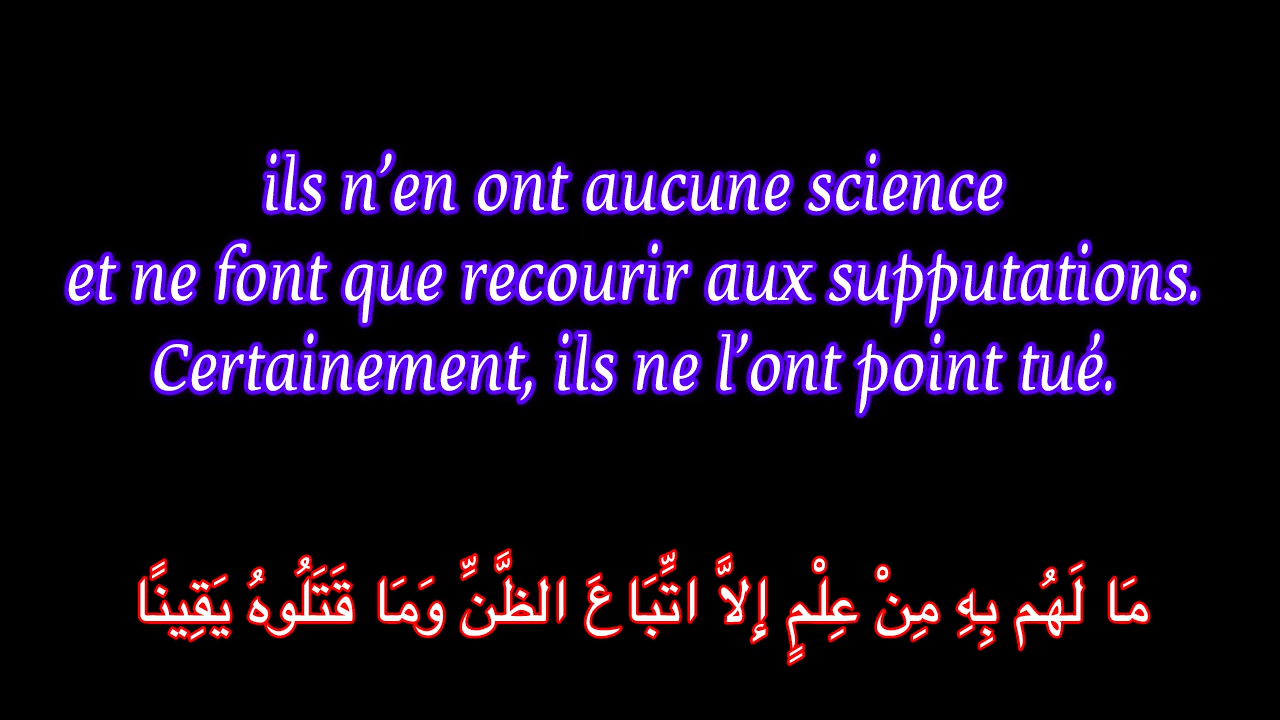 ils n’en ont aucune science
et ne font que recourir aux supputations.
Certainement, ils ne l’ont point tué.
مَا لَهُم بِهِ مِنْ عِلْمٍ إِلاَّ اتِّبَاعَ الظَّنِّ وَمَا قَتَلُوهُ يَقِينًا